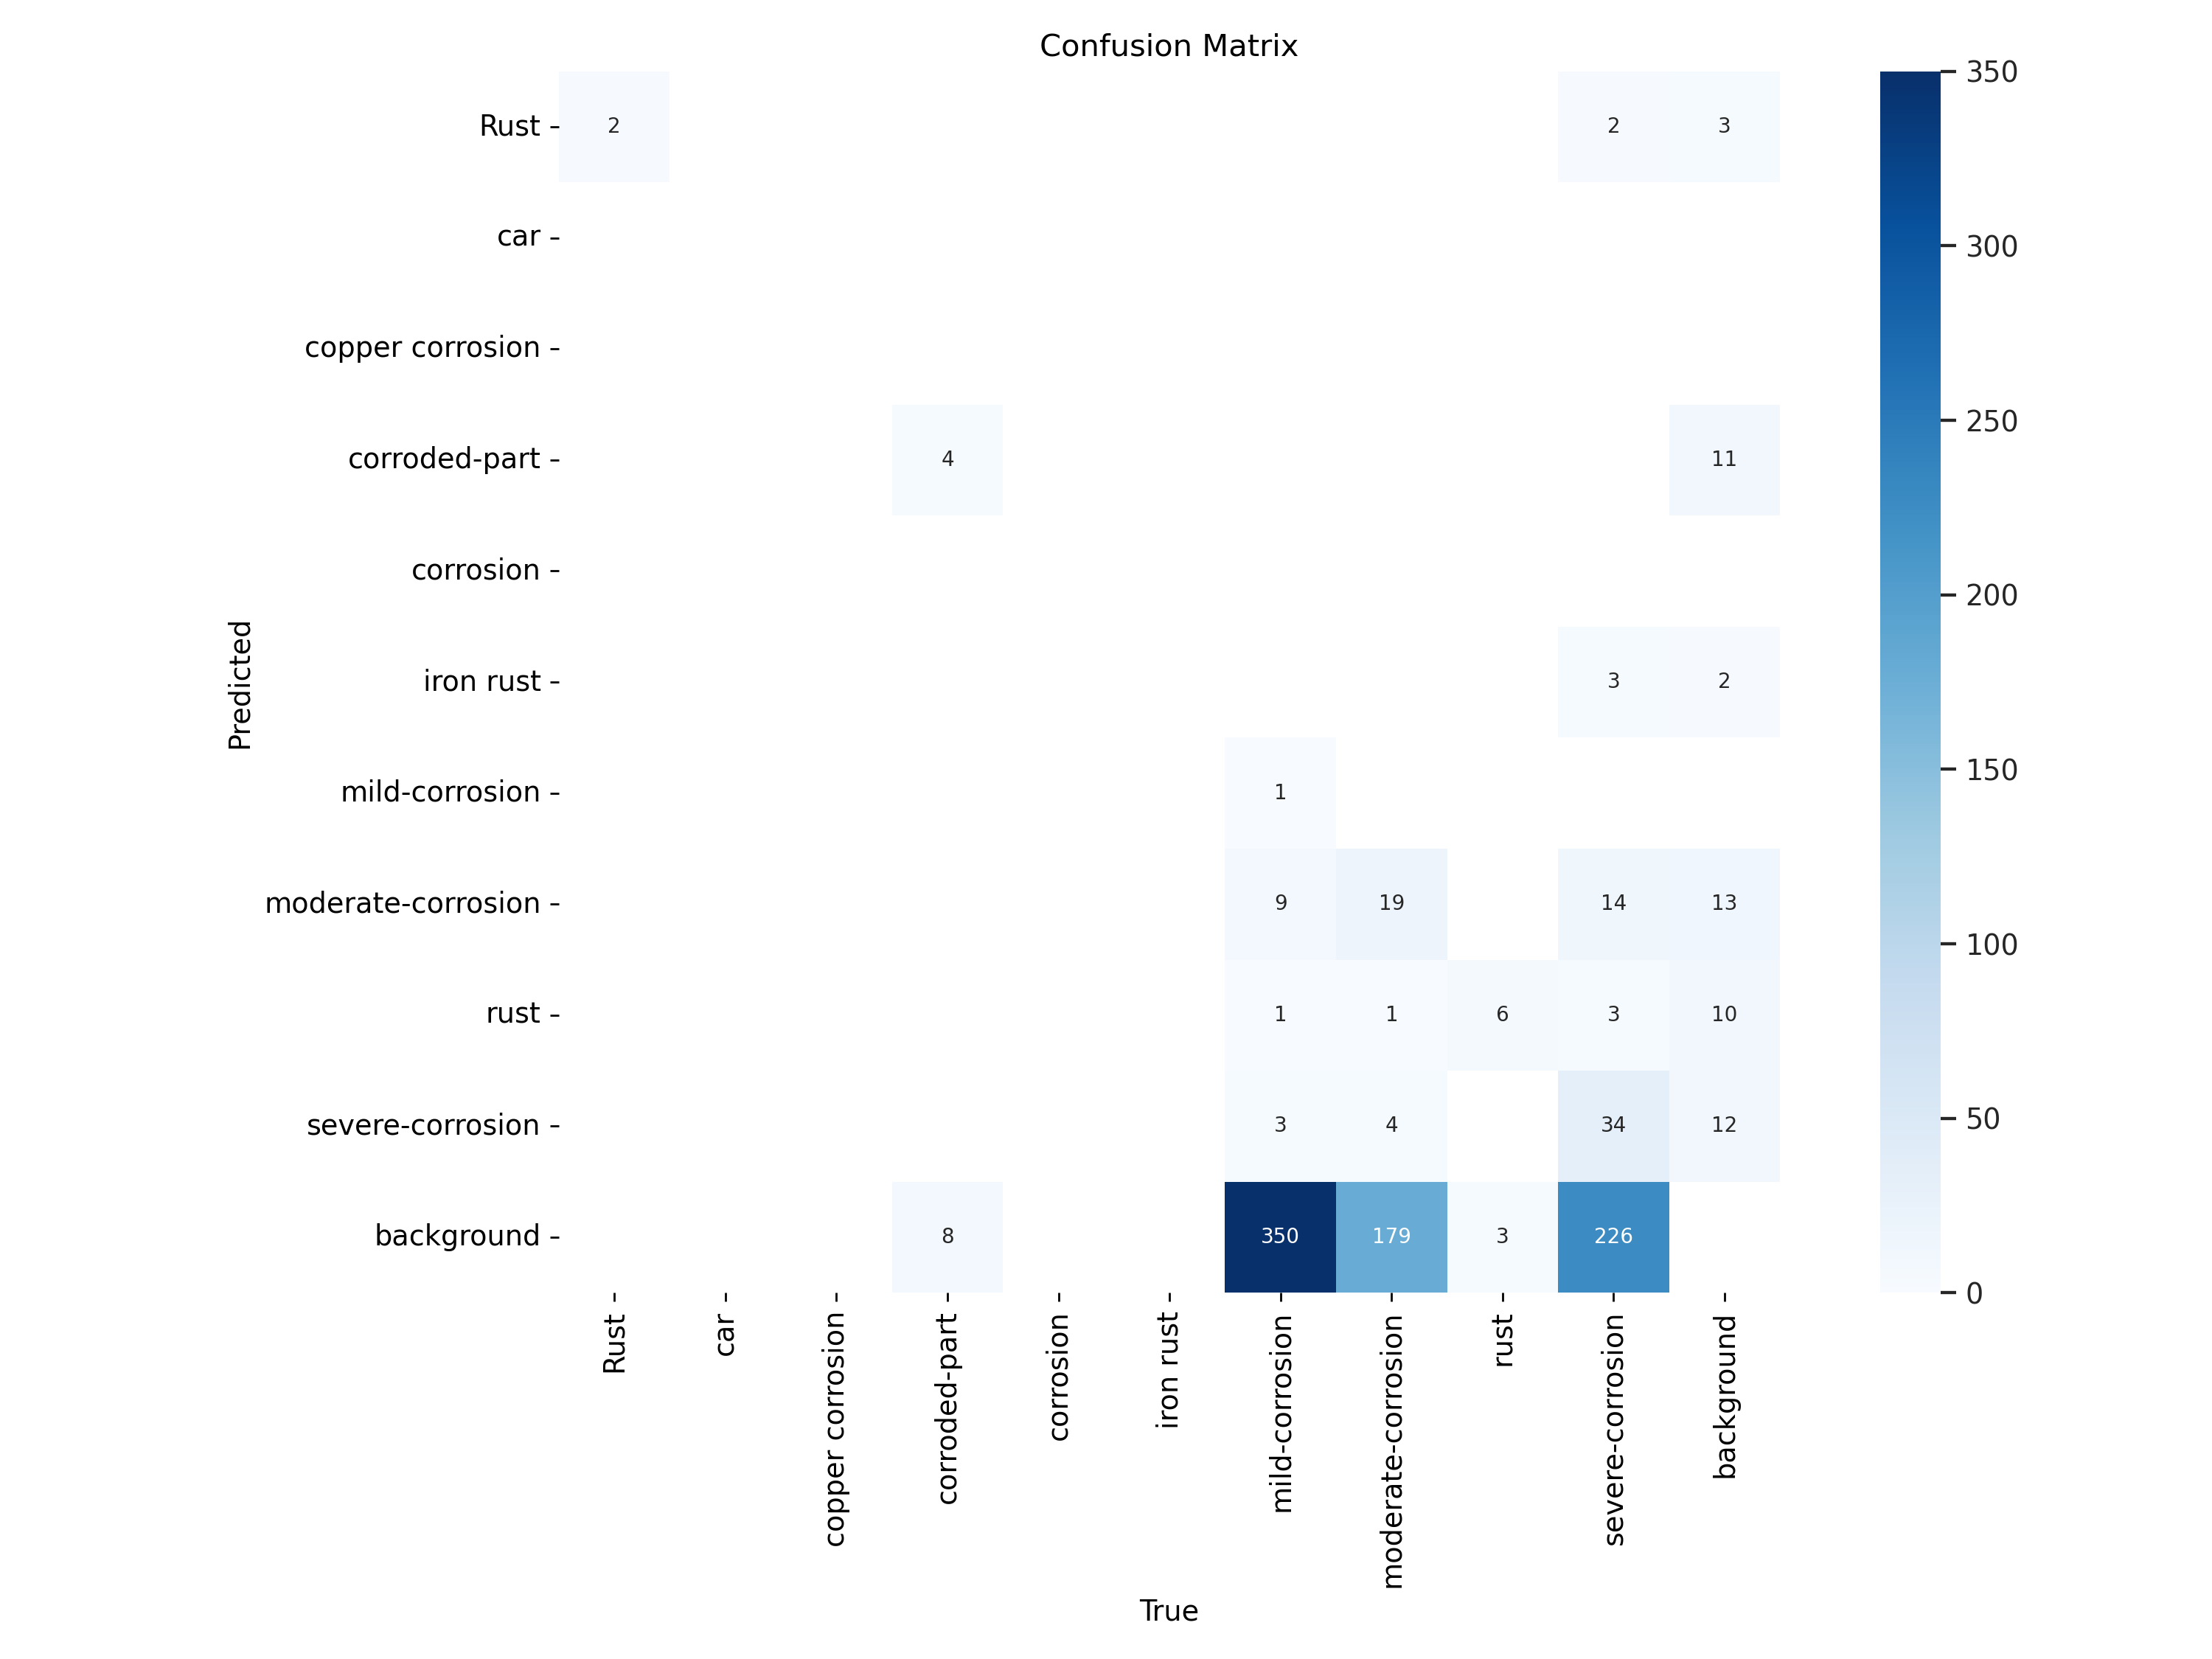 Confusion Matrix
Rust
2
2
3
car
copper corrosion
corroded-part
4
11
corrosion
iron rust
3
2
mild-corrosion
1
moderate-corrosion
9
19
14
13
rust
1
1
6
3
10
severe-corrosion
3
4
34
12
background
8
350
179
3
226
Predicted
Rust
car
copper corrosion
corroded-part
corrosion
iron rust
mild-corrosion
moderate-corrosion
rust
severe-corrosion
background
True
350
300
250
200
150
100
50
0